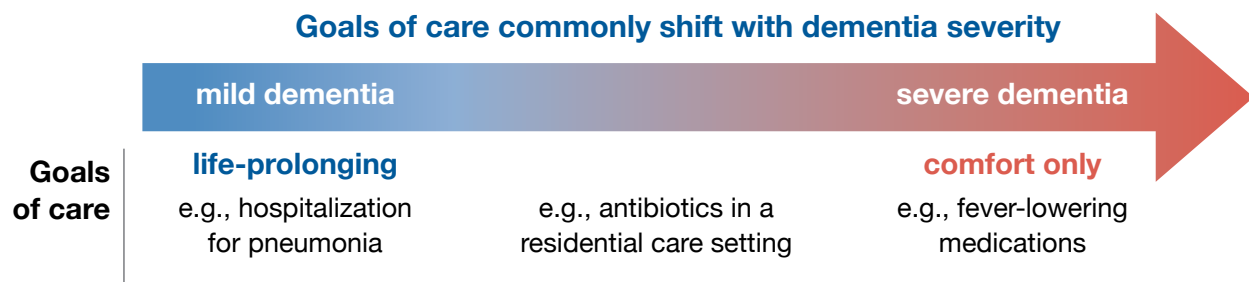 Goals of care commonly shift with dementia severity
mild dementia
severe dementia
Goals
of care
life-prolonging
e.g., hospitalization
for pneumonia
e.g., antibiotics in a
residential care setting
comfort only
e.g., fever-lowering
medications